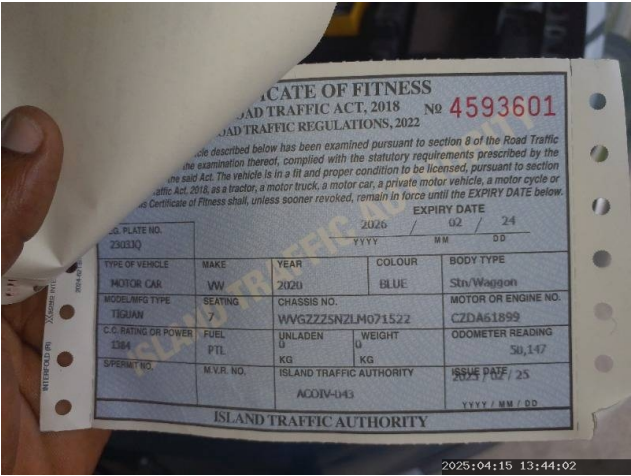 ICATE OF FITNESS
OAD TRAFFIC ACT, 2018
No 4593601
OAD TRAFFIC REGULATIONS, 2022
described below has been examined pursuant to section 8 of the Road Traffic
the examination thereof, complied with the statutory requirements prescribed by the
the said Act. The vehicle is in a fit and proper condition to be licensed, pursuant to section
Act, 2018, as a tractor, a motor truck, a motor car, a private motor vehicle, a motor cycle or
Certificate of Fitness shall, unless sooner revoked, remain in force until the EXPIRY DATE below.
EXPIRY DATE
PLATE NO.
2026 / 02 / 24
2303JQ
YYYY MM DD
TYPE OF VEHICLE MAKE YEAR COLOUR BODY TYPE
MOTOR CAR VW 2020 BLUE Stn/Waggon
MODEL/MFG TYPE SEATING CHASSIS NO. MOTOR OR ENGINE NO.
TIGUAN 7 WVGZZZ5NZLM071522 CZDA61899
C.C. RATING OR POWER FUEL UNLADEN WEIGHT ODOMETER READING
1384 PTL 0 0 50,147
KG KG
S/PERMIT NO. M.V.R. NO. ISLAND TRAFFIC AUTHORITY ISSUE DATE
2025 / 02 / 25
ACOIV-043
YYYY / MM / DD
ISLAND TRAFFIC AUTHORITY
ISLAND TRAFFIC AUTHORITY
INTERFOLD (R)
2025:04:15 13:44:02